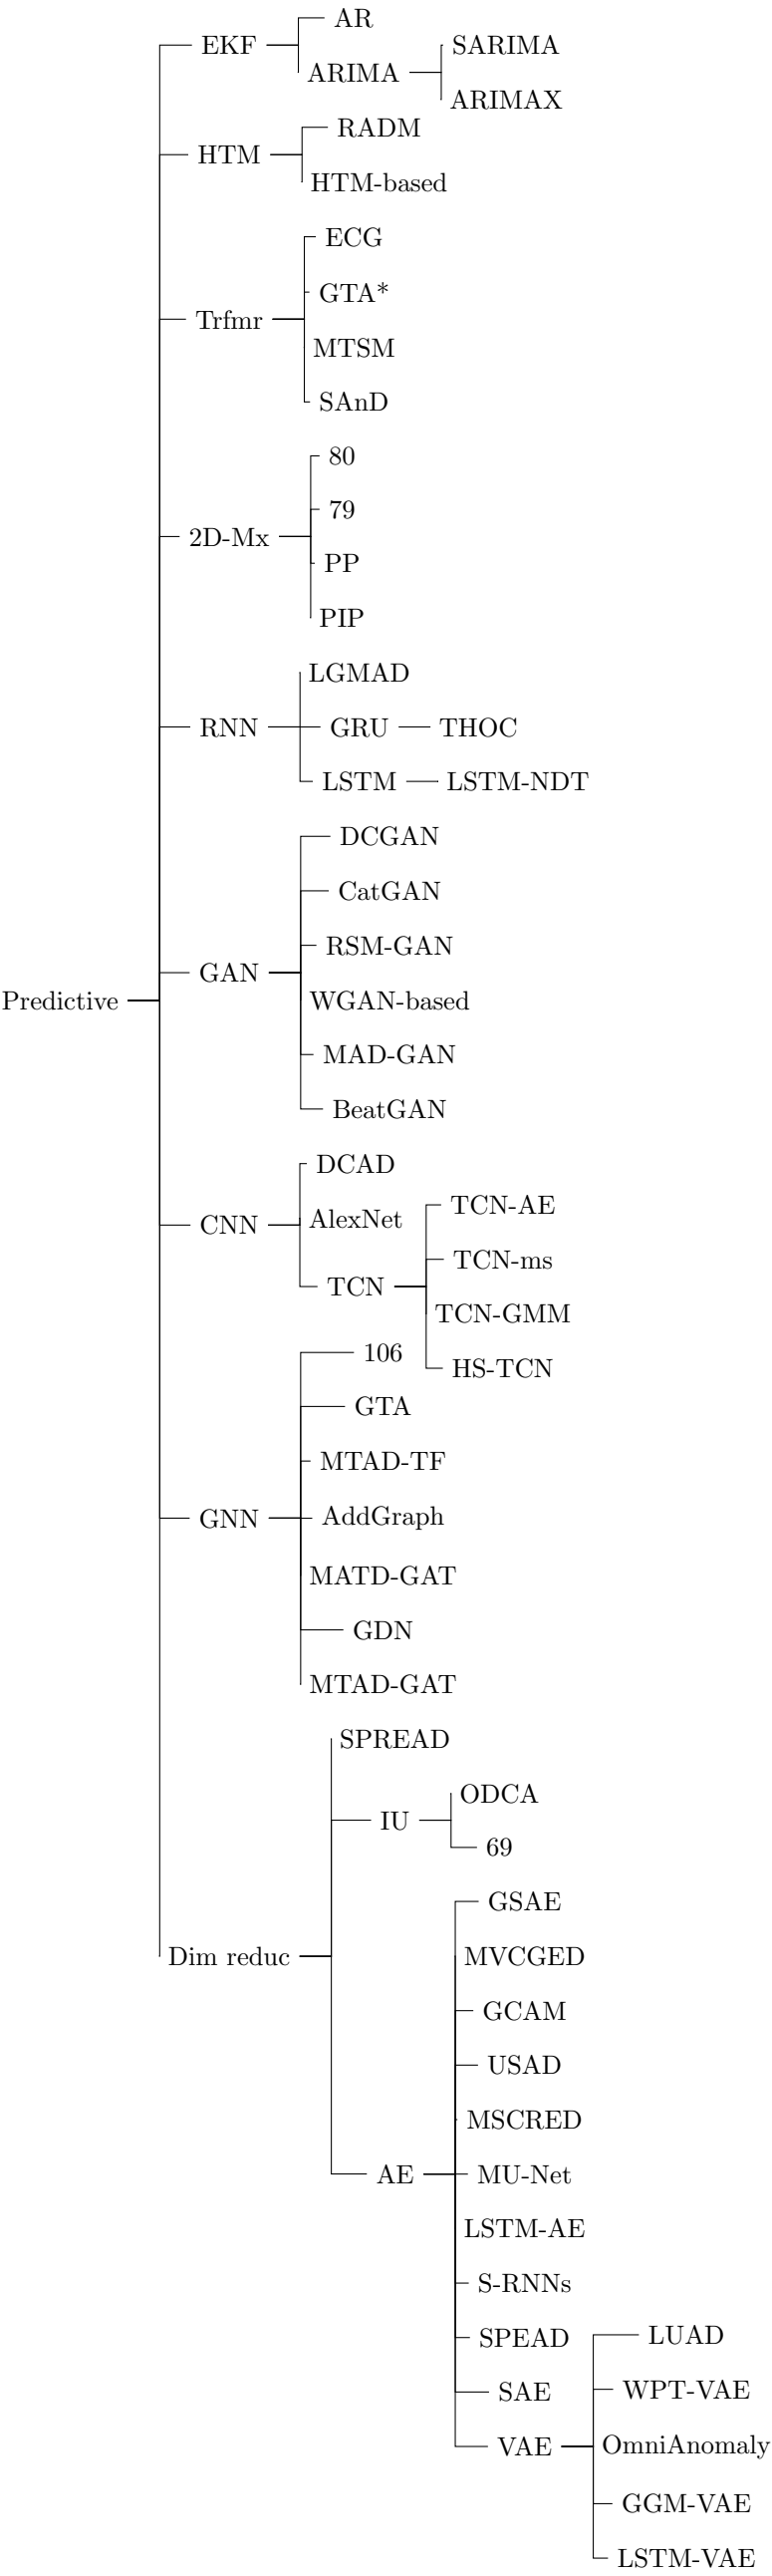 AR
EKF
SARIMA
ARIMA
ARIMAX
RADM
HTM
HTM-based
ECG
GTA*
Trfmr
MTSM
SAnD
80
79
2D-Mx
PP
PIP
LGMAD
RNN
GRU
THOC
LSTM
LSTM-NDT
DCGAN
CatGAN
RSM-GAN
GAN
Predictive
WGAN-based
MAD-GAN
BeatGAN
DCAD
TCN-AE
AlexNet
CNN
TCN-ms
TCN
TCN-GMM
106
HS-TCN
GTA
MTAD-TF
AddGraph
GNN
MATD-GAT
GDN
MTAD-GAT
SPREAD
ODCA
IU
69
GSAE
Dim reduc
MVCGED
GCAM
USAD
MSCRED
AE
MU-Net
LSTM-AE
S-RNNs
LUAD
SPEAD
SAE
WPT-VAE
VAE
OmniAnomaly
GGM-VAE
LSTM-VAE